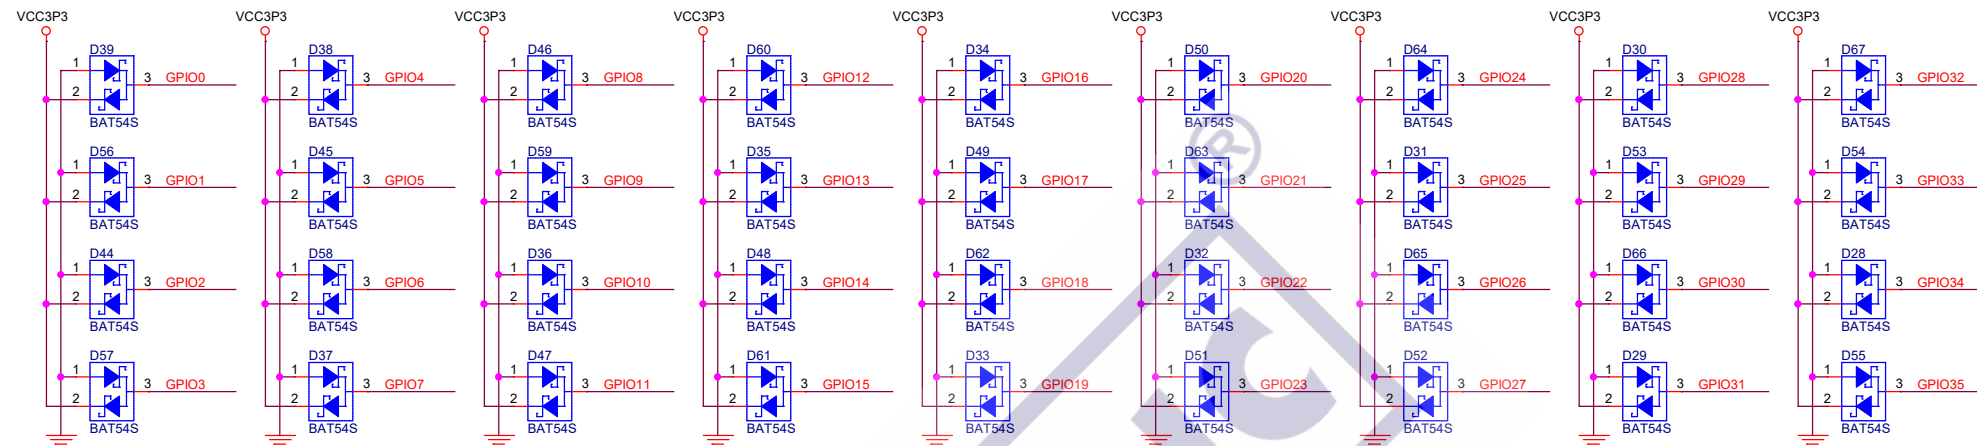 VCC3P3 VCC3P3 VCC3P3 VCC3P3 VCC3P3 VCC3P3 VCC3P3 VCC3P3 VCC3P3
D39 D38 D46 D60 D34 D50 D64 D30 D67
1 1 1 1 1 1 1 1 1
3 GPIO0 3 GPIO4 3 GPIO8 3 GPIO12 3 GPIO16 3 GPIO20 3 GPIO24 3 GPIO28 3 GPIO32
2 2 2 2 2 2 2 2 2
BAT54S BAT54S BAT54S BAT54S BAT54S BAT54S BAT54S BAT54S BAT54S
®
D56 D45 D59 D35 D49 D63 D31 D53 D54
1 1 1 1 1 1 1 1 1
3 GPIO1 3 GPIO5 3 GPIO9 3 GPIO13 3 GPIO17 3 GPIO21 3 GPIO25 3 GPIO29 3 GPIO33
2 2 2 2 2 2 2 2 2
BAT54S BAT54S BAT54S BAT54S BAT54S BAT54S BAT54S BAT54S BAT54S
D44 D58 D36 D48 D62 D32 D65 D66 D28
1 1 1 1 1 1 1 1 1
3 GPIO2 3 GPIO6 3 GPIO10 3 GPIO14 3 GPIO18 3 GPIO22 3 GPIO26 3 GPIO30 3 GPIO34
2 2 2 2 2 2 2 2 2
BAT54S BAT54S BAT54S BAT54S BAT54S BAT54S BAT54S BAT54S BAT54S
D57 D37 D47 D61 D33 D51 D52 D29 D55
1 1 1 1 1 1 1 1 1
3 GPIO3 3 GPIO7 3 GPIO11 3 GPIO15 3 GPIO19 3 GPIO23 3 GPIO27 3 GPIO31 3 GPIO35
2 2 2 2 2 2 2 2 2
BAT54S BAT54S BAT54S BAT54S BAT54S BAT54S BAT54S BAT54S BAT54S